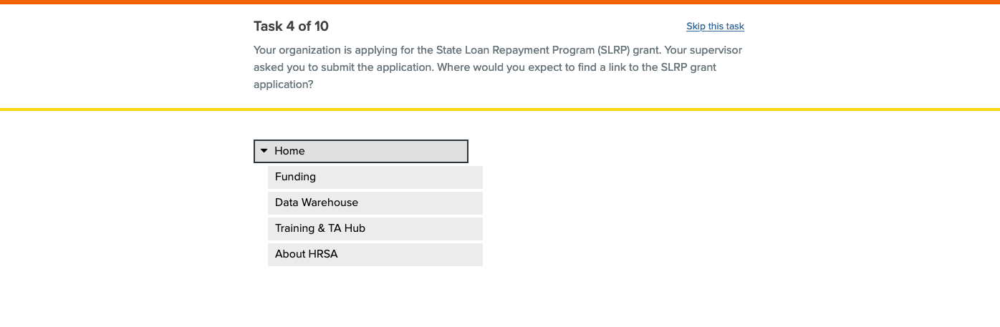 Task 4 of 10
Skip this task
Your organization is applying for the State Loan Repayment Program (SLRP) grant. Your supervisor
asked you to submit the application. Where would you expect to find a link to the SLRP grant
application?
Home
Funding
Data Warehouse
Training & TA Hub
About HRSA